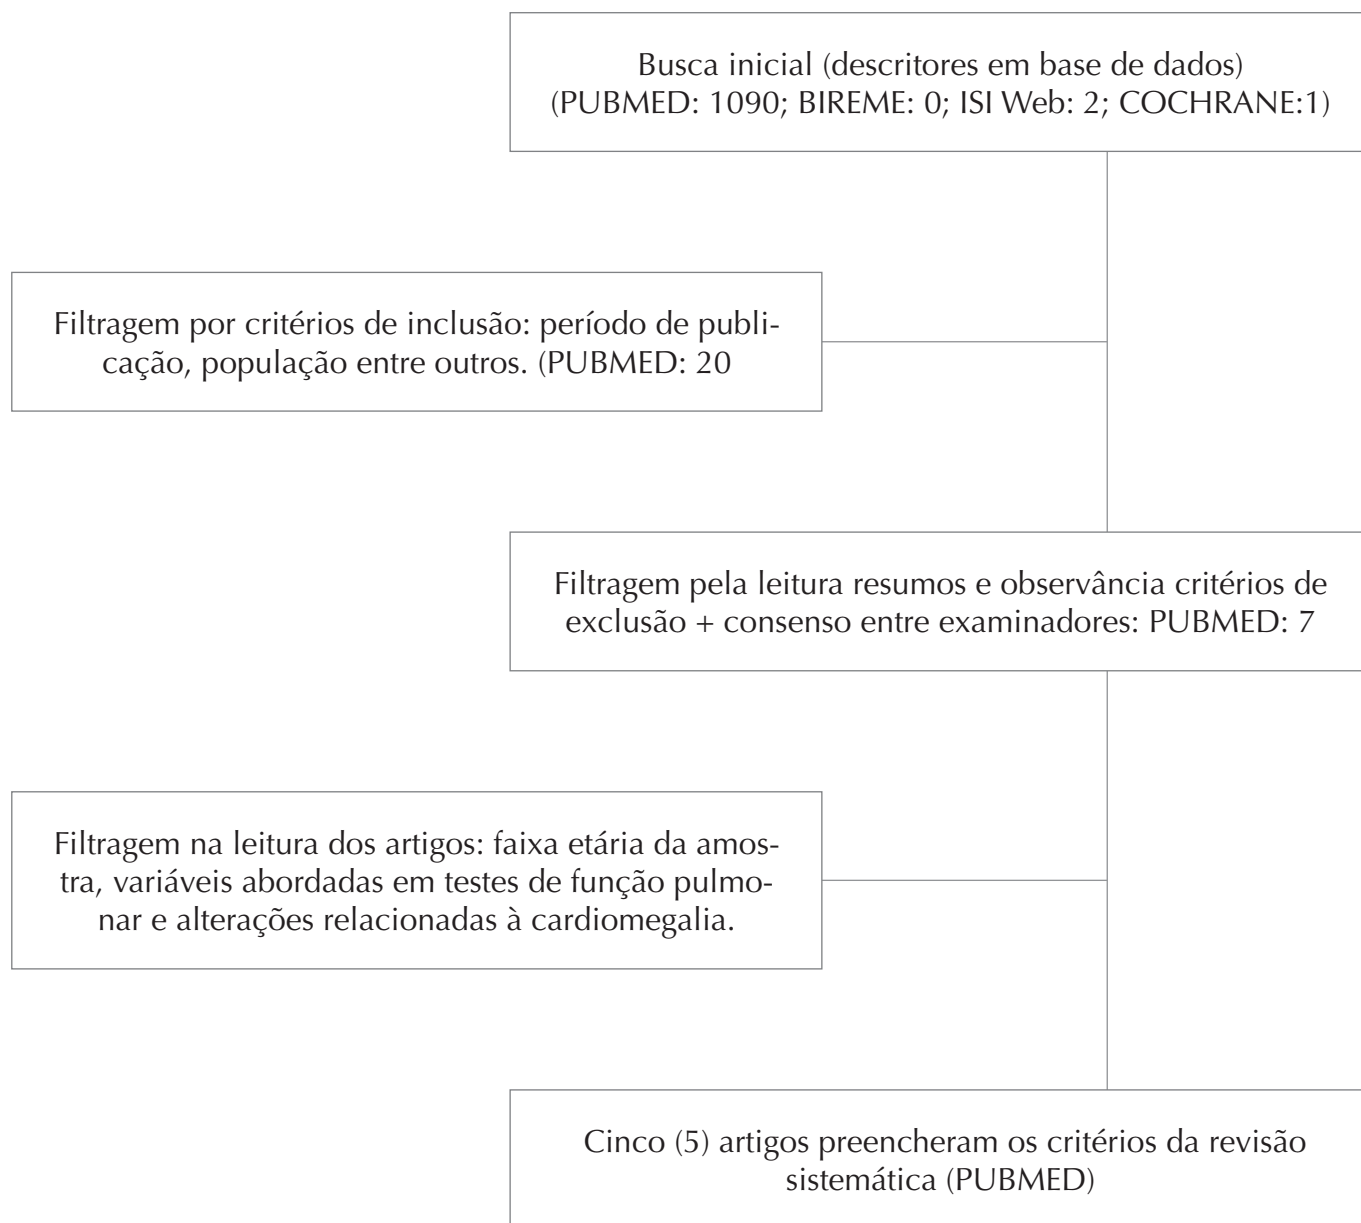 Busca inicial (descritores em base de dados)
(PUBMED: 1090; BIREME: 0; ISI Web: 2; COCHRANE:1)
Filtragem por critérios de inclusão: período de publi-
cação, população entre outros. (PUBMED: 20
Filtragem pela leitura resumos e observância critérios de
exclusão + consenso entre examinadores: PUBMED: 7
Filtragem na leitura dos artigos: faixa etária da amos-
tra, variáveis abordadas em testes de função pulmo-
nar e alterações relacionadas à cardiomegalia.
Cinco (5) artigos preencheram os critérios da revisão
sistemática (PUBMED)